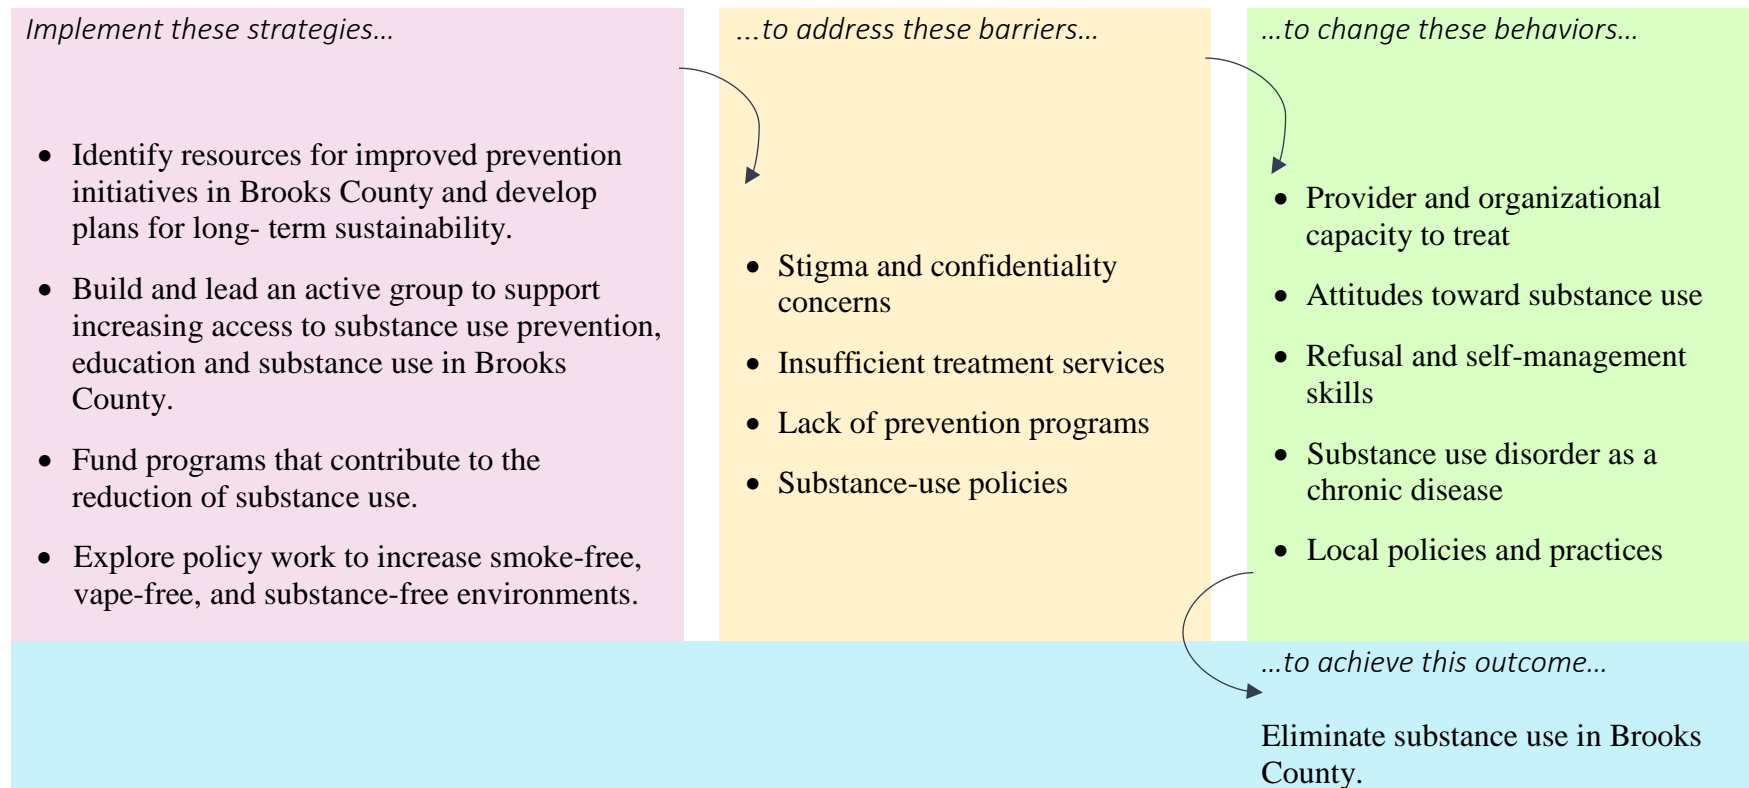 Implement these strategies…
• Identify resources for improved prevention
initiatives in Brooks County and develop
plans for long- term sustainability.
• Build and lead an active group to support
increasing access to substance use prevention,
education and substance use in Brooks
County.
• Fund programs that contribute to the
reduction of substance use.
• Explore policy work to increase smoke-free,
vape-free, and substance-free environments.
…to address these barriers…
• Stigma and confidentiality
concerns
• Insufficient treatment services
• Lack of prevention programs
• Substance-use policies
…to change these behaviors…
• Provider and organizational
capacity to treat
• Attitudes toward substance use
• Refusal and self-management
skills
• Substance use disorder as a
chronic disease
• Local policies and practices
…to achieve this outcome…
Eliminate substance use in Brooks
County.